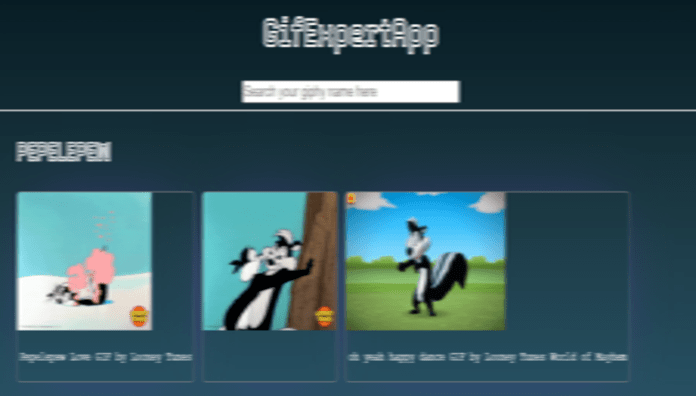 GifExpertApp
Search your giphy name here
PEPELEPEW
Pepelepew Love GIF by Looney Tunes
oh yeah happy dance GIF by Looney Tunes World of Mayhem